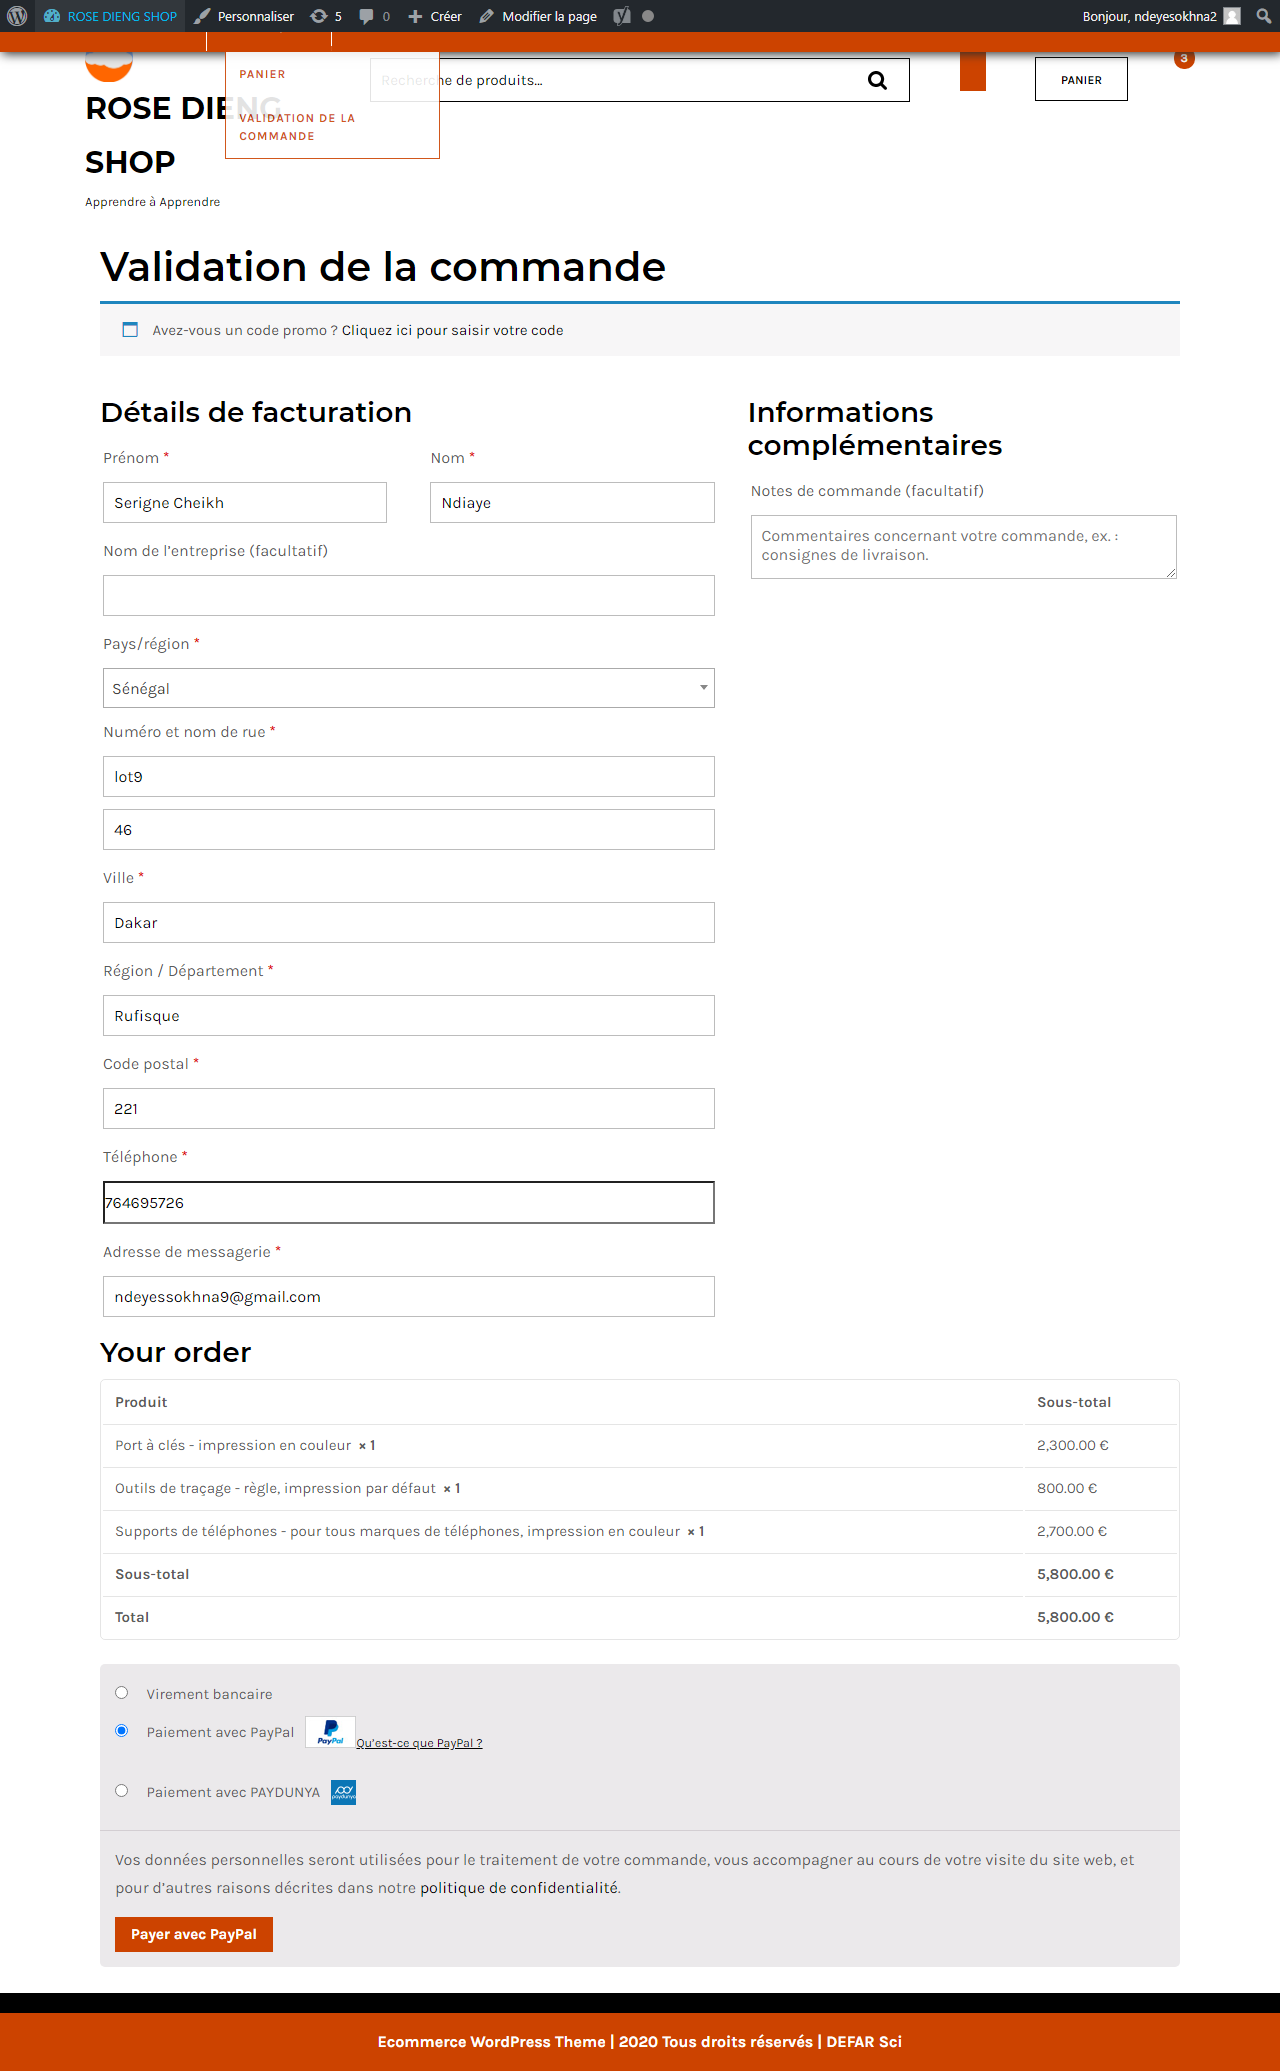 ROSE DIENG SHOP Personnaliser 5 0 Créer Modifier la page Bonjour, ndeyesokhna2
3
PANIER
Recherche de produits…
PANIER
ROSE DIENG
SHOP
VALIDATION DE LA
COMMANDE
Apprendre à Apprendre
Validation de la commande
Avez-vous un code promo ? Cliquez ici pour saisir votre code
Détails de facturation
Prénom *
Nom *
Serigne Cheikh
Ndiaye
Nom de l’entreprise (facultatif)
Pays/région *
Sénégal
Numéro et nom de rue *
lot9
46
Ville *
Dakar
Région / Département *
Rufisque
Code postal *
221
Téléphone *
764695726
Adresse de messagerie *
ndeyessokhna9@gmail.com
Informations
complémentaires
Notes de commande (facultatif)
Commentaires concernant votre commande, ex. :
consignes de livraison.
Your order
Produit Sous-total
Port à clés - impression en couleur × 1 2,300.00 €
Outils de traçage - règle, impression par défaut × 1 800.00 €
Supports de téléphones - pour tous marques de téléphones, impression en couleur × 1 2,700.00 €
Sous-total 5,800.00 €
Total 5,800.00 €
Virement bancaire
Paiement avec PayPal PayPal Qu’est-ce que PayPal ?
Paiement avec PAYDUNYA paydunya
Vos données personnelles seront utilisées pour le traitement de votre commande, vous accompagner au cours de votre visite du site web, et
pour d’autres raisons décrites dans notre politique de confidentialité.
Payer avec PayPal
Ecommerce WordPress Theme | 2020 Tous droits réservés | DEFAR Sci